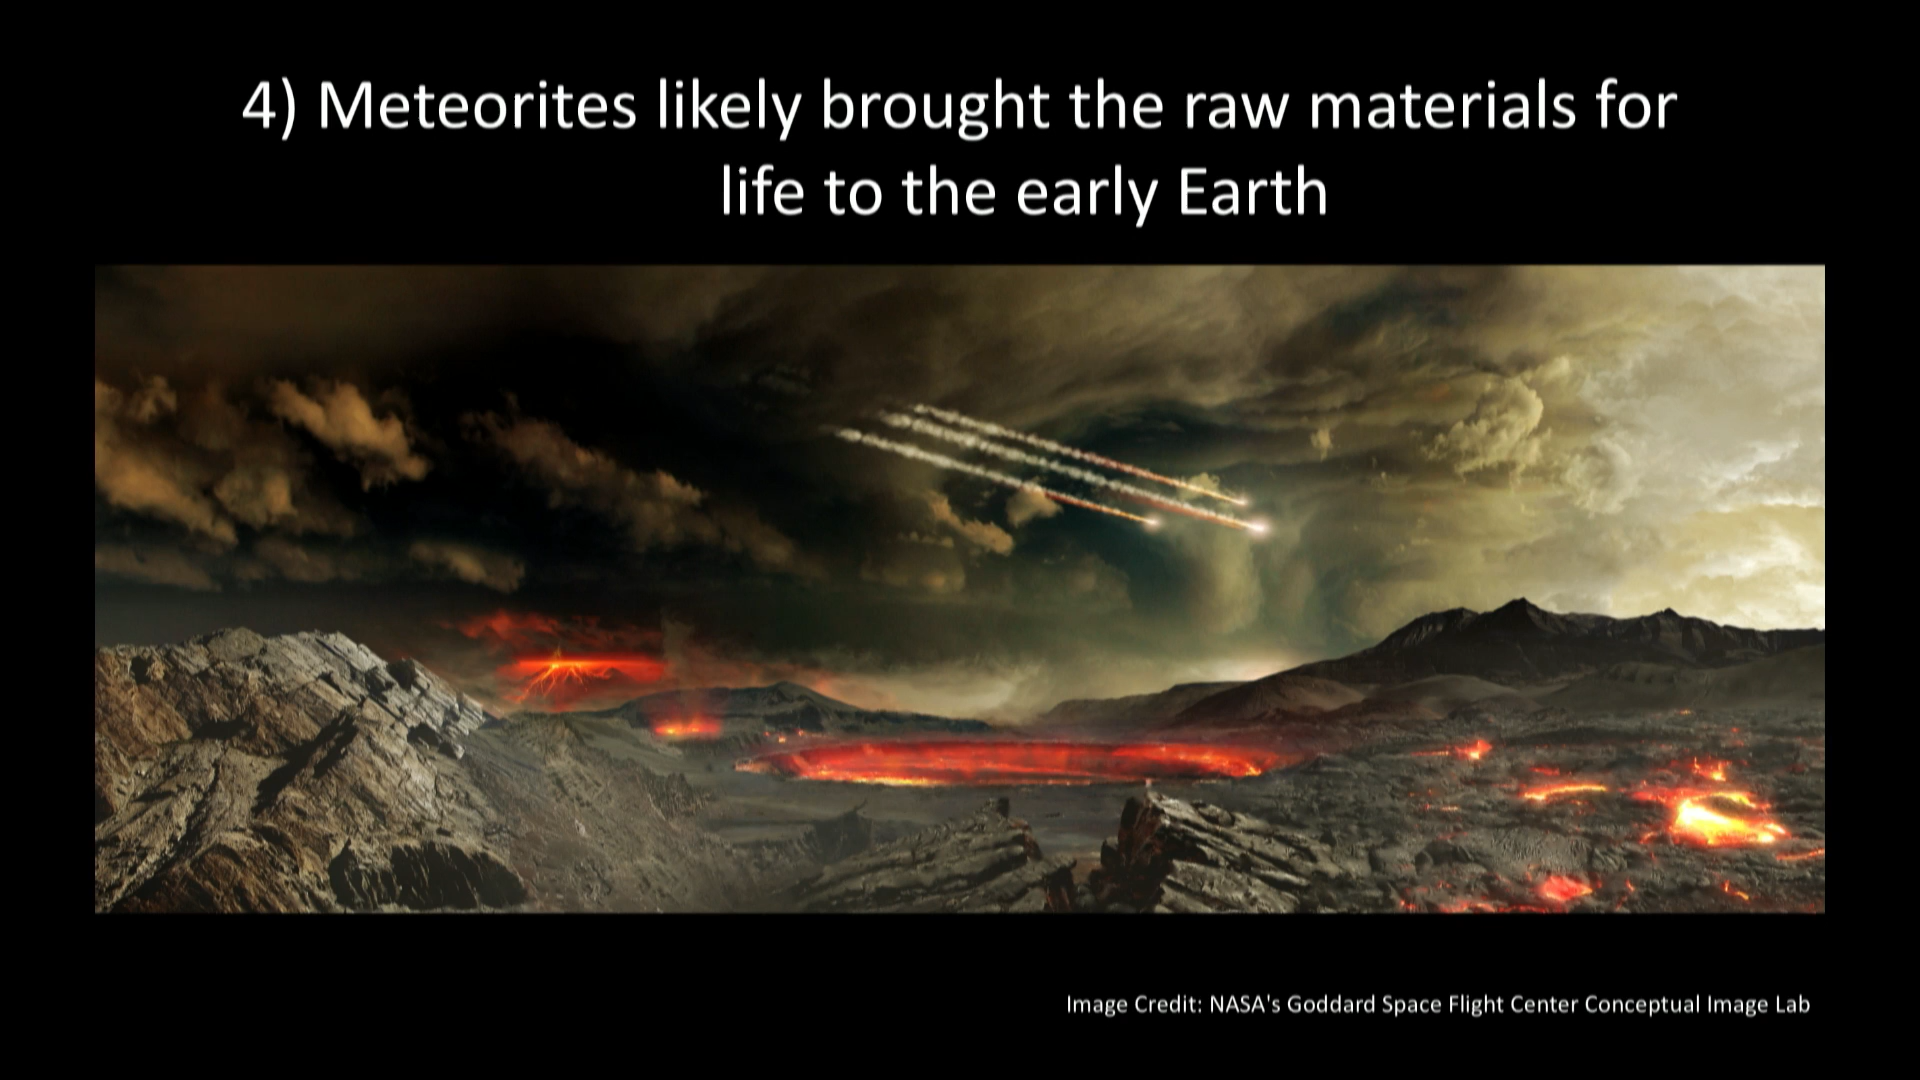 4) Meteorites likely brought the raw materials for
life to the early Earth
Image Credit: NASA's Goddard Space Flight Center Conceptual Image Lab